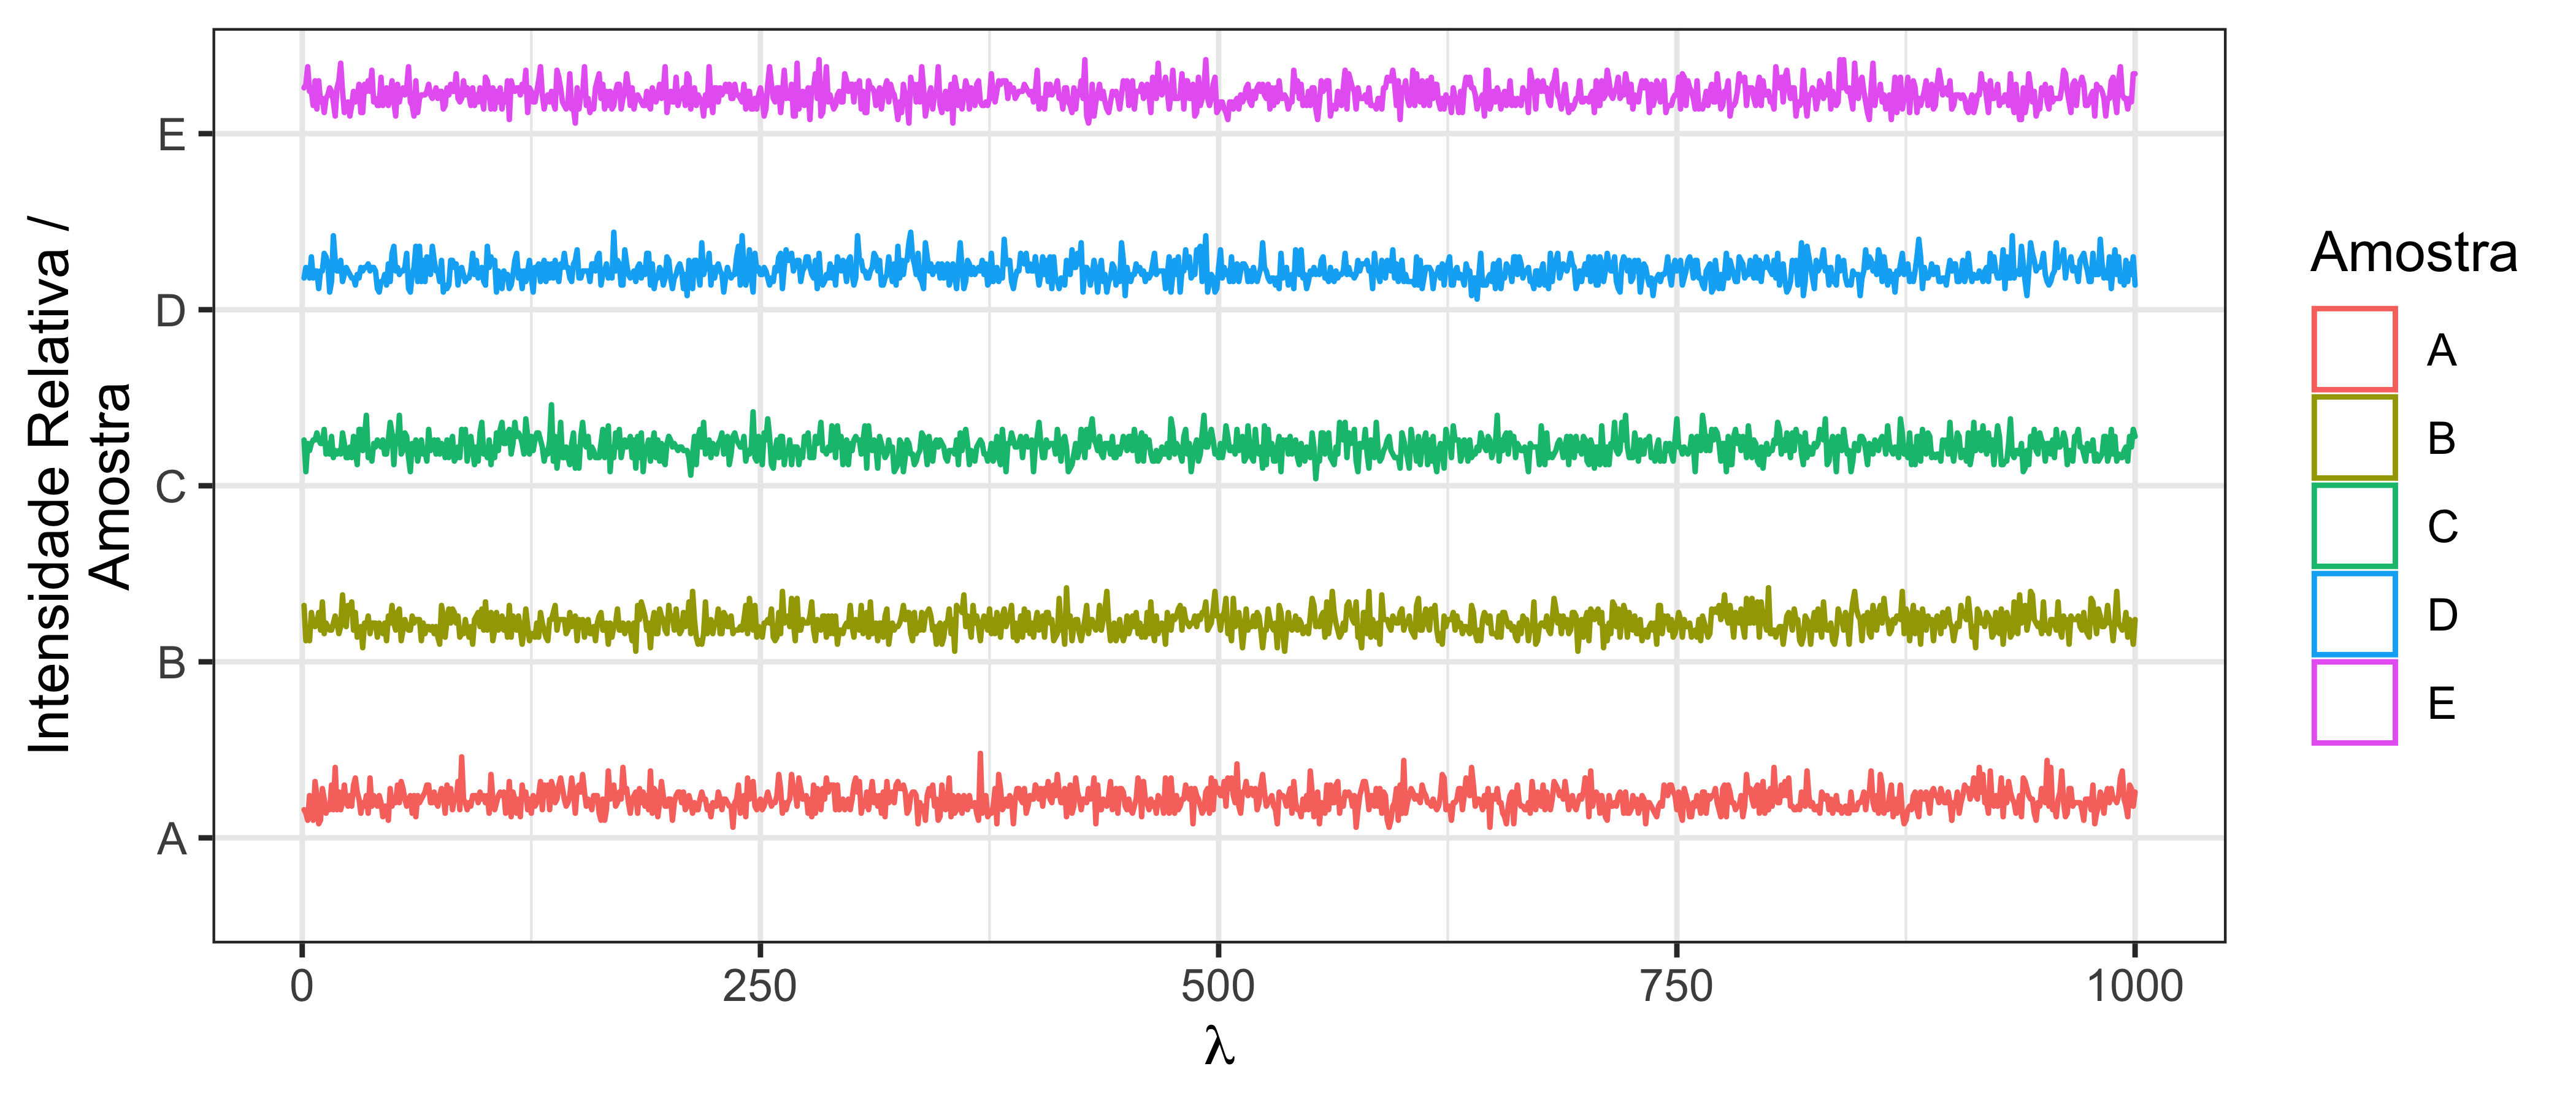 Intensidade Relativa /
Amostra
E
D
C
B
A
0 250 500 750 1000
λ
Amostra
A
B
C
D
E